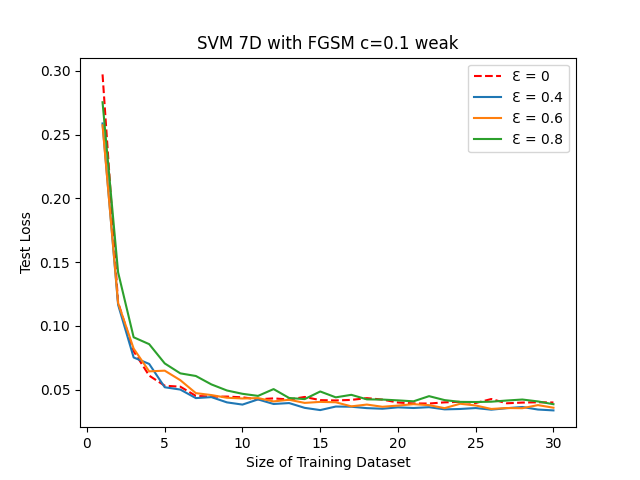 SVM 7D with FGSM c=0.1 weak
0.30
0.25
0.20
0.15
0.10
0.05
Test Loss
Ɛ = 0
Ɛ = 0.4
Ɛ = 0.6
Ɛ = 0.8
0 5 10 15 20 25 30
Size of Training Dataset